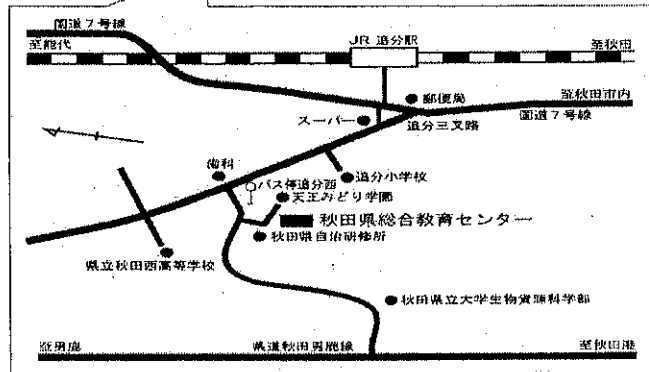 国道7号線
至能代
JR 追分駅
至秋田
郵便局
至秋田市内
スーパー
追分三叉路
国道7号線
歯科
バス停追分西
追分小学校
天王みどり学園
秋田県総合教育センター
秋田県自治研修所
県立秋田西高等学校
秋田県立大学生物資源科学部
至男鹿
県道秋田男鹿線
至秋田港